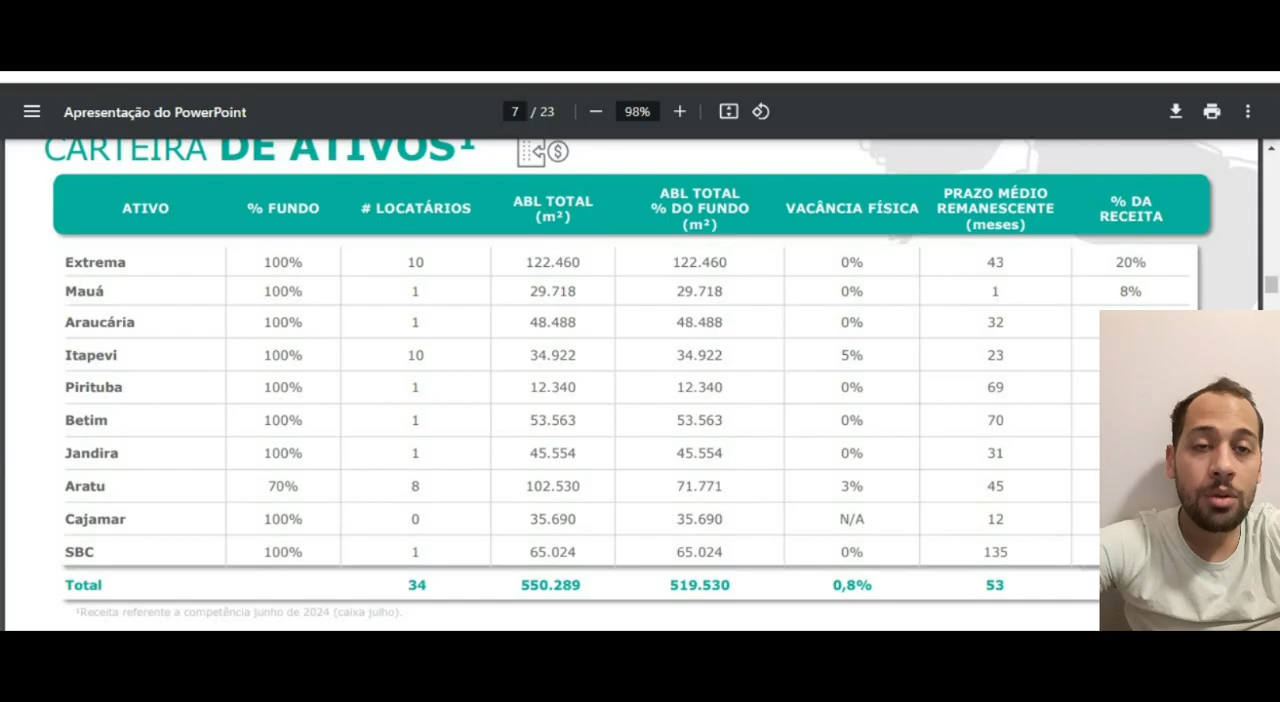 Apresentação do PowerPoint
7 / 23
98%
CARTEIRA DE ATIVOS¹
ATIVO % FUNDO # LOCATÁRIOS ABL TOTAL (m²) ABL TOTAL % DO FUNDO (m²) VACÂNCIA FÍSICA PRAZO MÉDIO REMANESCENTE (meses) % DA RECEITA
Extrema 100% 10 122.460 122.460 0% 43 20%
Mauá 100% 1 29.718 29.718 0% 1 8%
Araucária 100% 1 48.488 48.488 0% 32
Itapevi 100% 10 34.922 34.922 5% 23
Pirituba 100% 1 12.340 12.340 0% 69
Betim 100% 1 53.563 53.563 0% 70
Jandira 100% 1 45.554 45.554 0% 31
Aratu 70% 8 102.530 71.771 3% 45
Cajamar 100% 0 35.690 35.690 N/A 12
SBC 100% 1 65.024 65.024 0% 135
Total 34 550.289 519.530 0,8% 53
¹Receita referente a competência junho de 2024 (caixa julho).